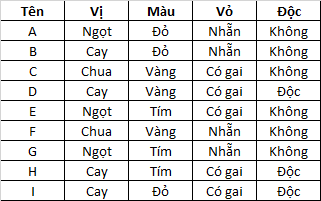 Tên Vị Màu Vỏ Độc
A Ngọt Đỏ Nhẵn Không
B Cay Đỏ Nhẵn Không
C Chua Vàng Có gai Không
D Cay Vàng Có gai Độc
E Ngọt Tím Có gai Không
F Chua Vàng Nhẵn Không
G Ngọt Tím Nhẵn Không
H Cay Tím Có gai Độc
I Cay Đỏ Có gai Độc